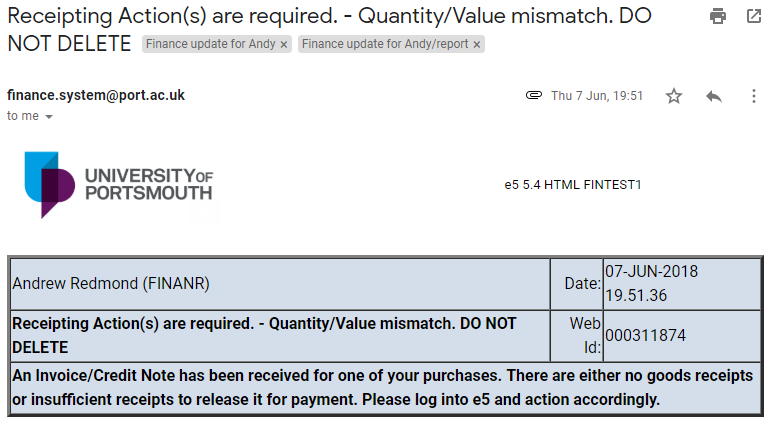 Receipting Action(s) are required. - Quantity/Value mismatch. DO
NOT DELETE Finance update for Andy × Finance update for Andy/report ×
finance.system@port.ac.uk Thu 7 Jun, 19:51
to me
UNIVERSITY OF
PORTSMOUTH
e5 5.4 HTML FINTEST1
Andrew Redmond (FINANR) Date: 07-JUN-2018
19.51.36
Receipting Action(s) are required. - Quantity/Value mismatch. DO NOT
DELETE
Web
Id: 000311874
An Invoice/Credit Note has been received for one of your purchases. There are either no goods receipts
or insufficient receipts to release it for payment. Please log into e5 and action accordingly.